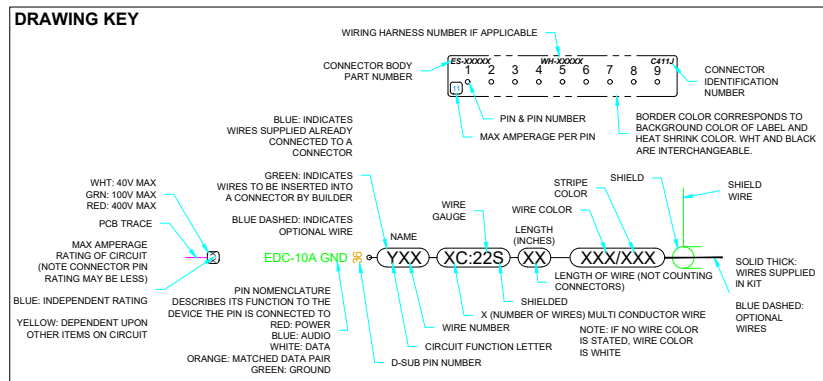 DRAWING KEY
WIRING HARNESS NUMBER IF APPLICABLE
CONNECTOR BODY
PART NUMBER
ES-XXXXX WH-XXXXX C411J
1 2 3 4 5 6 7 8 9
11
CONNECTOR
IDENTIFICATION
NUMBER
PIN & PIN NUMBER
MAX AMPERAGE PER PIN
BORDER COLOR CORRESPONDS TO
BACKGROUND COLOR OF LABEL AND
HEAT SHRINK COLOR. WHT AND BLACK
ARE INTERCHANGEABLE.
BLUE: INDICATES
WIRES SUPPLIED ALREADY
CONNECTED TO A
CONNECTOR
GREEN: INDICATES
WIRES TO BE INSERTED INTO
A CONNECTOR BY BUILDER
BLUE DASHED: INDICATES
OPTIONAL WIRE
WHT: 40V MAX
GRN: 100V MAX
RED: 400V MAX
PCB TRACE
MAX AMPERAGE
RATING OF CIRCUIT
(NOTE CONNECTOR PIN
RATING MAY BE LESS)
BLUE: INDEPENDENT RATING
YELLOW: DEPENDENT UPON
OTHER ITEMS ON CIRCUIT
NAME
WIRE
GAUGE
LENGTH
(INCHES)
WIRE COLOR
STRIPE
COLOR
SHIELD
SHIELD
WIRE
EDC-10A GND 36 YXX XC:22S XX XXX/XXX
PIN NOMENCLATURE
DESCRIBES ITS FUNCTION TO THE
DEVICE THE PIN IS CONNECTED TO
RED: POWER
BLUE: AUDIO
WHITE: DATA
ORANGE: MATCHED DATA PAIR
GREEN: GROUND
D-SUB PIN NUMBER
CIRCUIT FUNCTION LETTER
WIRE NUMBER
X (NUMBER OF WIRES) MULTI CONDUCTOR WIRE
SHIELDED
LENGTH OF WIRE (NOT COUNTING
CONNECTORS)
NOTE: IF NO WIRE COLOR
IS STATED, WIRE COLOR
IS WHITE
SOLID THICK:
WIRES SUPPLIED
IN KIT
BLUE DASHED:
OPTIONAL
WIRES